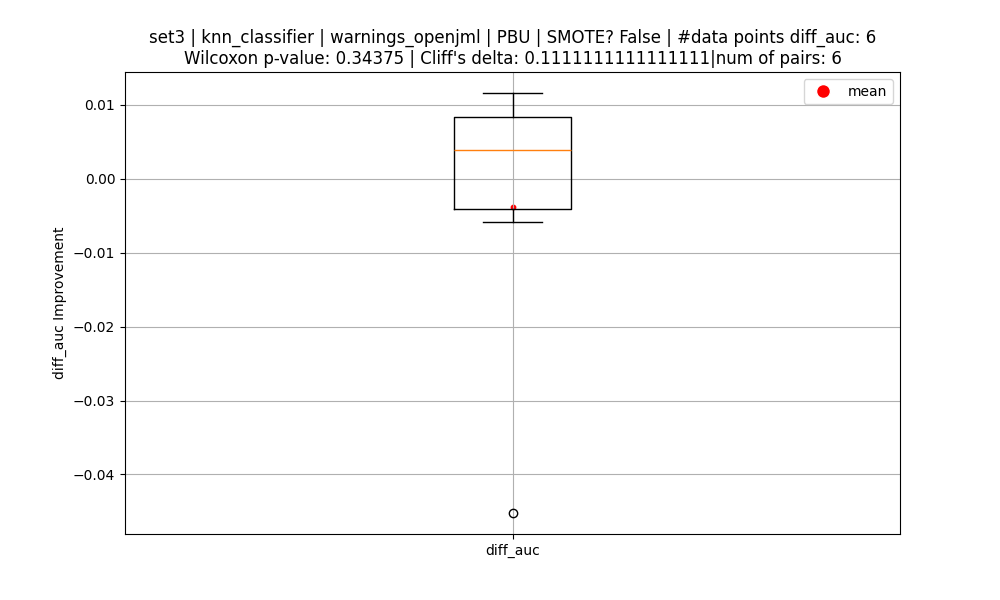 set3 | knn_classifier | warnings_openjml | PBU | SMOTE? False | #data points diff_auc: 6
Wilcoxon p-value: 0.34375 | Cliff's delta: 0.1111111111111111|num of pairs: 6
mean
0.01
0.00
−0.01
−0.02
−0.03
−0.04
diff_auc Improvement
diff_auc